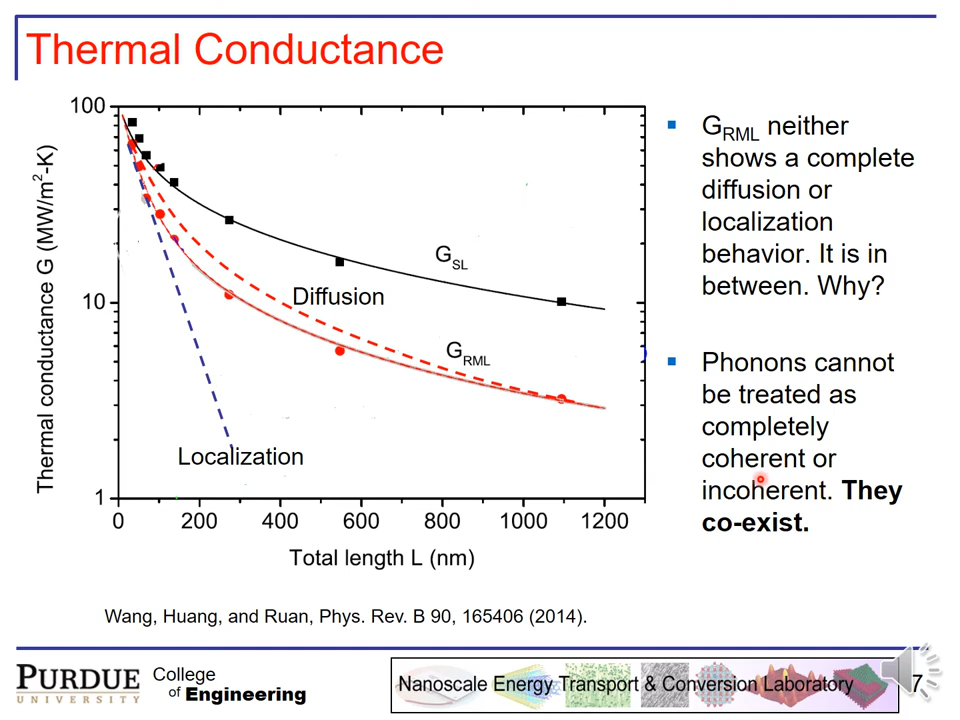 Thermal Conductance
100
10
1
0 200 400 600 800 1000 1200
Thermal conductance G (MW/m²-K)
Total length L (nm)
G_SL
Diffusion
G_RML
Localization
G_RML neither
shows a complete
diffusion or
localization
behavior. It is in
between. Why?
Phonons cannot
be treated as
completely
coherent or
incoherent. They
co-exist.
Wang, Huang, and Ruan, Phys. Rev. B 90, 165406 (2014).
PURDUE
UNIVERSITY
College
of Engineering
Nanoscale Energy Transport & Conversion Laboratory
7